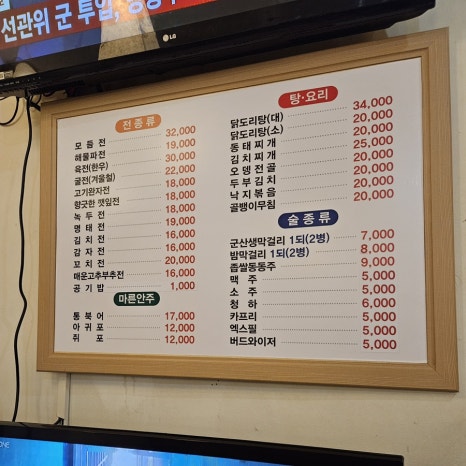 선관위 군 투입,
LG
전 종 류
모 듬 전 32,000
해물파전 19,000
육전(한우) 30,000
굴전(겨울철) 22,000
고기완자전 18,000
향긋한 깻잎전 18,000
녹 두 전 18,000
명 태 전 19,000
김 치 전 16,000
감 자 전 16,000
꼬 치 전 20,000
매운고추부추전 16,000
공 기 밥 1,000
마른안주
통 북 어 17,000
아 귀 포 12,000
쥐 포 12,000
탕·요리
닭도리탕(대) 34,000
닭도리탕(소) 20,000
동 태 찌 개 20,000
김 치 찌 개 25,000
오 뎅 전 골 20,000
두 부 김 치 20,000
낙 지 볶 음 20,000
골뱅이무침 20,000
술 종 류
군산생막걸리 1되(2병) 7,000
밤막걸리 1되(2병) 8,000
좁쌀동동주 9,000
맥 주 5,000
소 주 5,000
청 하 6,000
카프리 5,000
엑스필 5,000
버드와이저 5,000